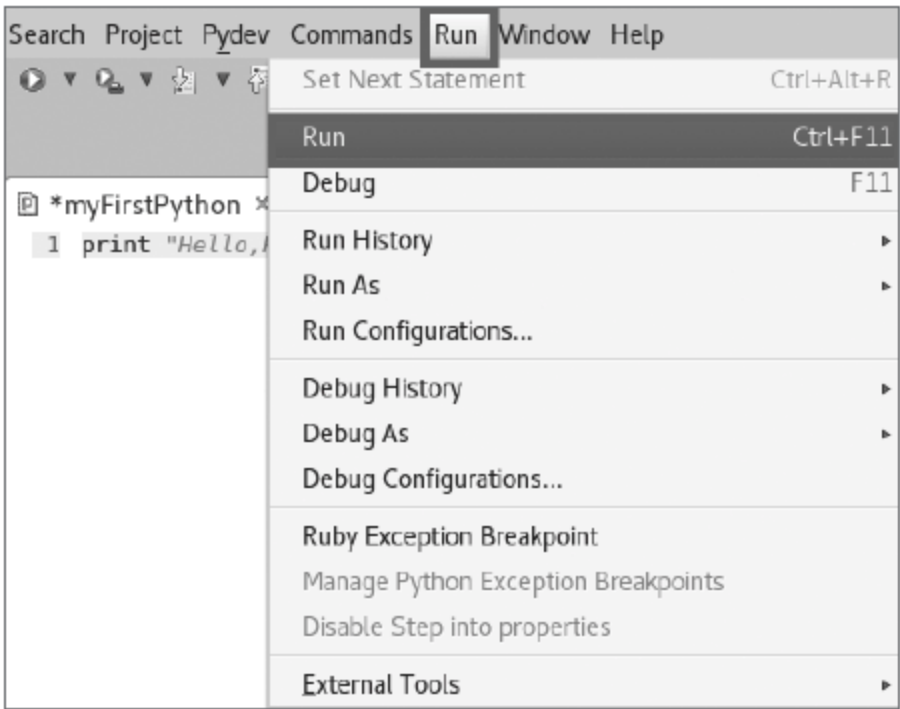 Search Project Pydev Commands Run Window Help
Set Next Statement Ctrl+Alt+R
Run Ctrl+F11
Debug F11
*myFirstPython
1 print "Hello,
Run History
Run As
Run Configurations...
Debug History
Debug As
Debug Configurations...
Ruby Exception Breakpoint
Manage Python Exception Breakpoints
Disable Step into properties
External Tools